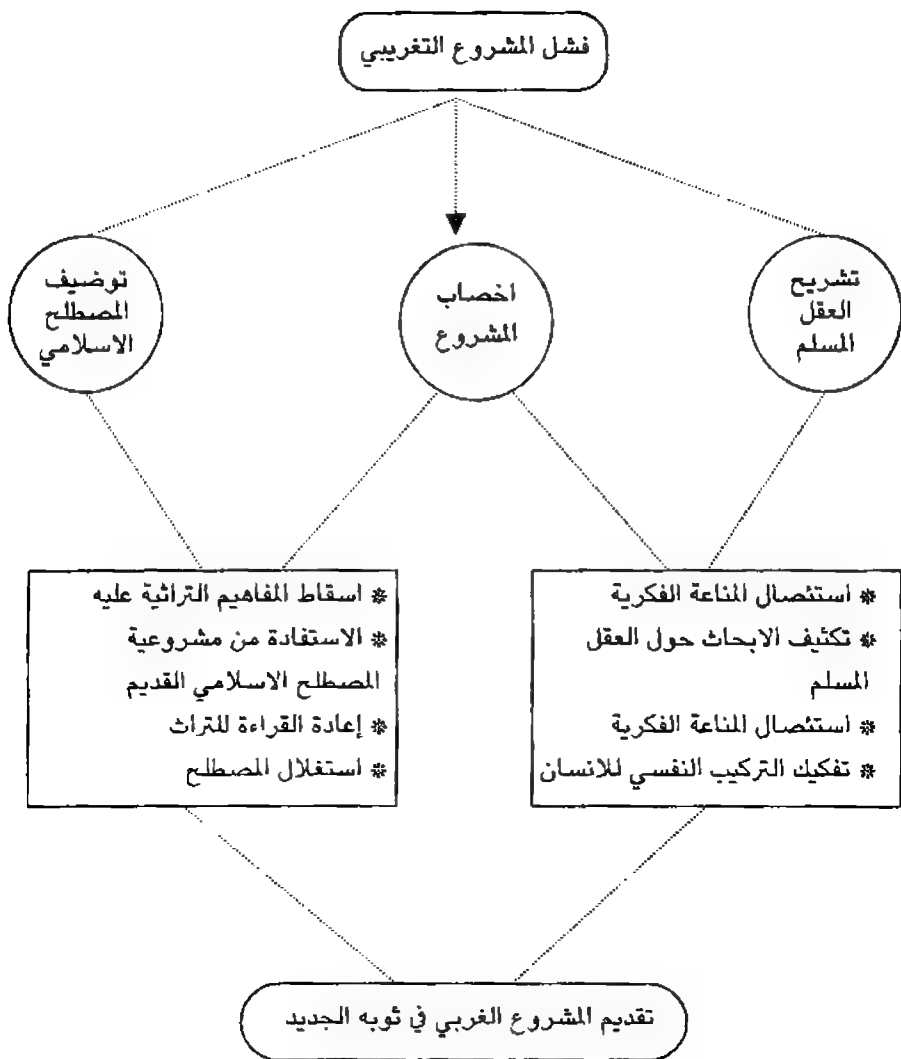 فشل المشروع التغريبي
تشريح
العقل
المسلم
اخصاب
المشروع
توضيف
المصطلح
الاسلامي
* استئصال المناعة الفكرية
* تكثيف الابحاث حول العقل
المسلم
* استئصال المناعة الفكرية
* تفكيك التركيب النفسي للانسان
* اسقاط المفاهيم التراثية عليه
* الاستفادة من مشروعية
المصطلح الاسلامي القديم
* إعادة القراءة للتراث
* استغلال المصطلح
تقديم المشروع الغربي في ثوبه الجديد